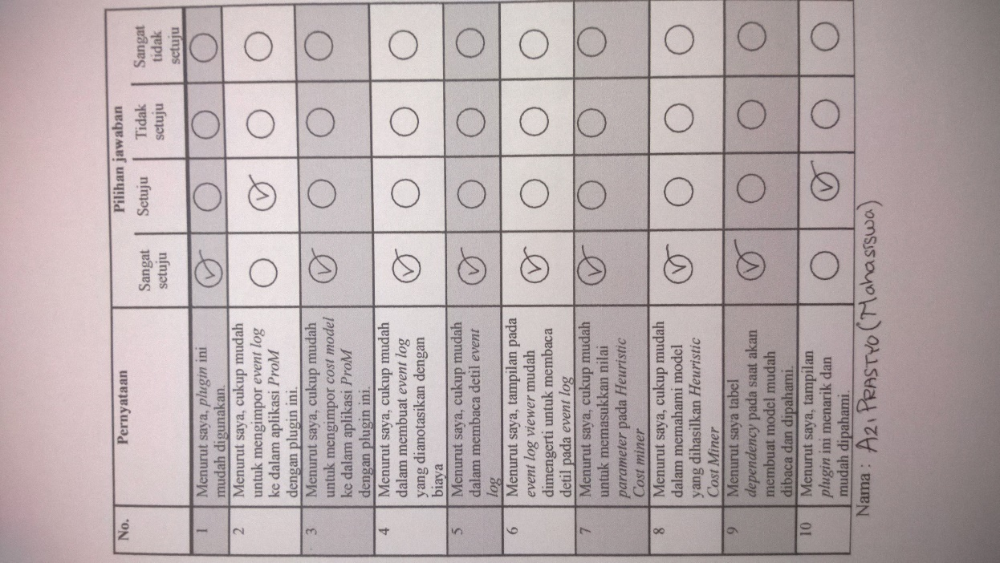 No.
Pernyataan
Pilihan jawaban
Sangat
setuju
Setuju
Tidak
setuju
Sangat
tidak
setuju
1
Menurut saya, plugin ini
mudah digunakan.
2
Menurut saya, cukup mudah
untuk mengimpor event log
ke dalam aplikasi ProM
dengan plugin ini.
3
Menurut saya, cukup mudah
untuk mengimpor cost model
ke dalam aplikasi ProM
dengan plugin ini.
4
Menurut saya, cukup mudah
dalam membuat event log
yang dianotasikan dengan
biaya
5
Menurut saya, cukup mudah
dalam membaca detil event
log
6
Menurut saya, tampilan pada
event log viewer mudah
dimengerti untuk membaca
detil pada event log
7
Menurut saya, cukup mudah
untuk memasukkan nilai
parameter pada Heuristic
Cost miner
8
Menurut saya, cukup mudah
dalam memahami model
yang dihasilkan Heuristic
Cost Miner
9
Menurut saya tabel
dependency pada saat akan
membuat model mudah
dibaca dan dipahami.
10
Menurut saya, tampilan
plugin ini menarik dan
mudah dipahami.
Nama : AZI PRASTYO (Mahasiswa)